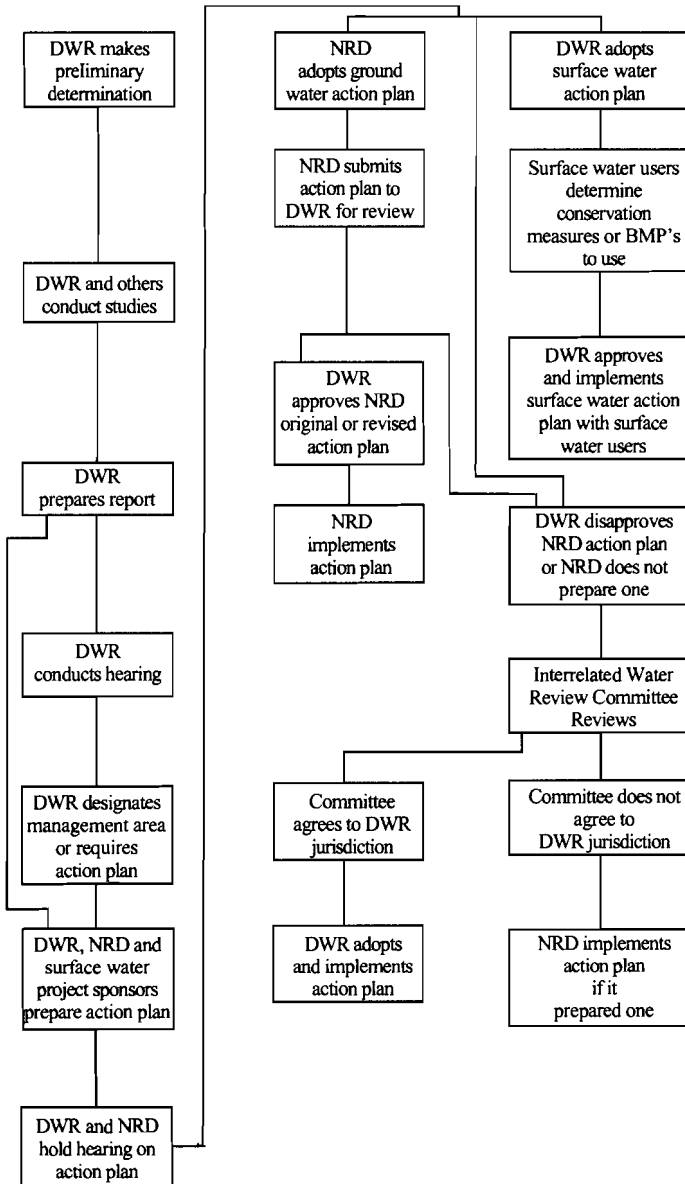 DWR makes
preliminary
determination
DWR and others
conduct studies
DWR
prepares report
DWR
conducts hearing
DWR designates
management area
or requires
action plan
DWR, NRD and
surface water
project sponsors
prepare action plan
DWR and NRD
hold hearing on
action plan
NRD
adopts ground
water action plan
NRD submits
action plan to
DWR for review
DWR
approves NRD
original or revised
action plan
NRD
implements
action plan
DWR adopts
surface water
action plan
Surface water users
determine
conservation
measures or BMP's
to use
DWR approves
and implements
surface water action
plan with surface
water users
DWR disapproves
NRD action plan
or NRD does not
prepare one
Interrelated Water
Review Committee
Reviews
Committee
agrees to DWR
jurisdiction
DWR adopts
and implements
action plan
Committee does not
agree to
DWR jurisdiction
NRD implements
action plan
if it
prepared one